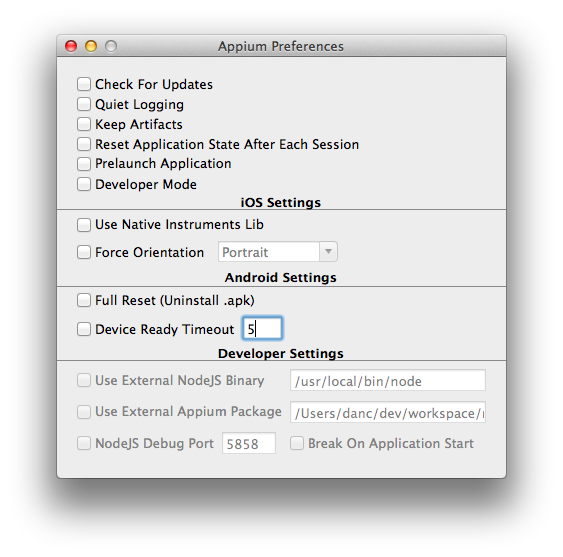 Appium Preferences
Check For Updates
Quiet Logging
Keep Artifacts
Reset Application State After Each Session
Prelaunch Application
Developer Mode
iOS Settings
Use Native Instruments Lib
Force Orientation Portrait
Android Settings
Full Reset (Uninstall .apk)
Device Ready Timeout 5
Developer Settings
Use External NodeJS Binary /usr/local/bin/node
Use External Appium Package /Users/danc/dev/workspace/
NodeJS Debug Port 5858 Break On Application Start